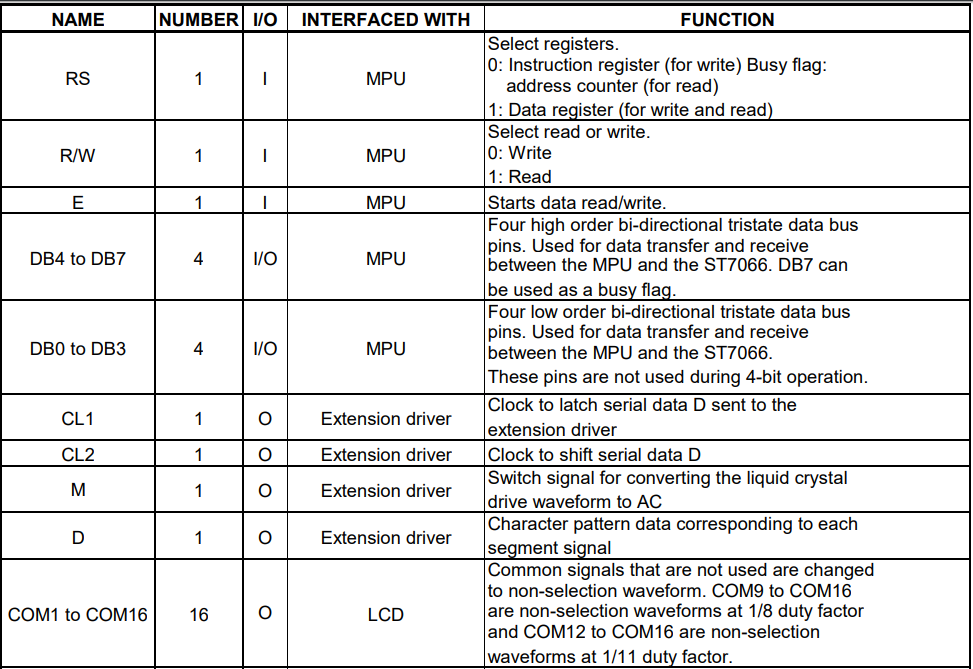 NAME NUMBER I/O INTERFACED WITH FUNCTION
RS 1 I MPU Select registers.
0: Instruction register (for write) Busy flag:
address counter (for read)
1: Data register (for write and read)
R/W 1 I MPU Select read or write.
0: Write
1: Read
E 1 I MPU Starts data read/write.
DB4 to DB7 4 I/O MPU Four high order bi-directional tristate data bus
pins. Used for data transfer and receive
between the MPU and the ST7066. DB7 can
be used as a busy flag.
DB0 to DB3 4 I/O MPU Four low order bi-directional tristate data bus
pins. Used for data transfer and receive
between the MPU and the ST7066.
These pins are not used during 4-bit operation.
CL1 1 O Extension driver Clock to latch serial data D sent to the
extension driver
CL2 1 O Extension driver Clock to shift serial data D
M 1 O Extension driver Switch signal for converting the liquid crystal
drive waveform to AC
D 1 O Extension driver Character pattern data corresponding to each
segment signal
COM1 to COM16 16 O LCD Common signals that are not used are changed
to non-selection waveform. COM9 to COM16
are non-selection waveforms at 1/8 duty factor
and COM12 to COM16 are non-selection
waveforms at 1/11 duty factor.